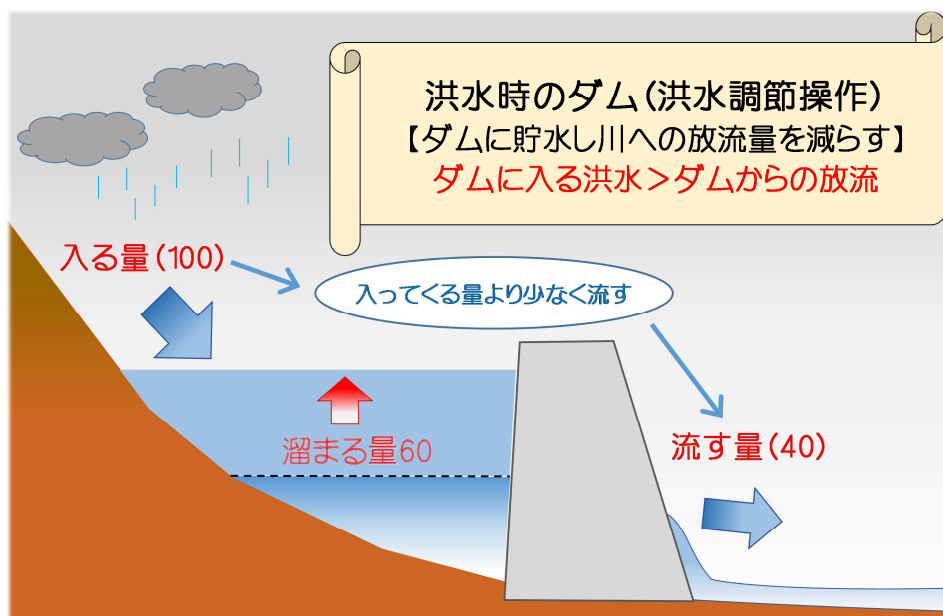 洪水時のダム(洪水調節操作)
【ダムに貯水し川への放流量を減らす】
ダムに入る洪水>ダムからの放流
入る量(100)
入ってくる量より少なく流す
溜まる量60
流す量(40)